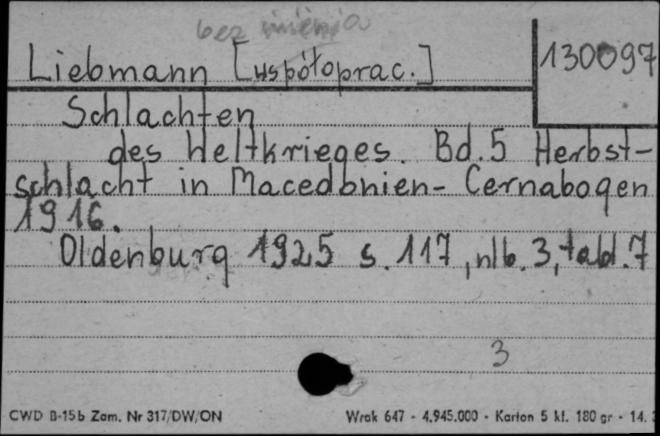 bez imienia
Liebmann [współoprac.]
130097
Schlachten
des Weltkrieges. Bd.5 Herbst-
schlacht in Macedonien- Cernabogen
1916.
Oldenburg 1925 s. 117, nlb. 3, tabl. 7
3
CWD B-15b Zam. Nr 317/DW/ON
Wrak 647 - 4.945.000 - Karton 5 kl. 180 gr - 14.